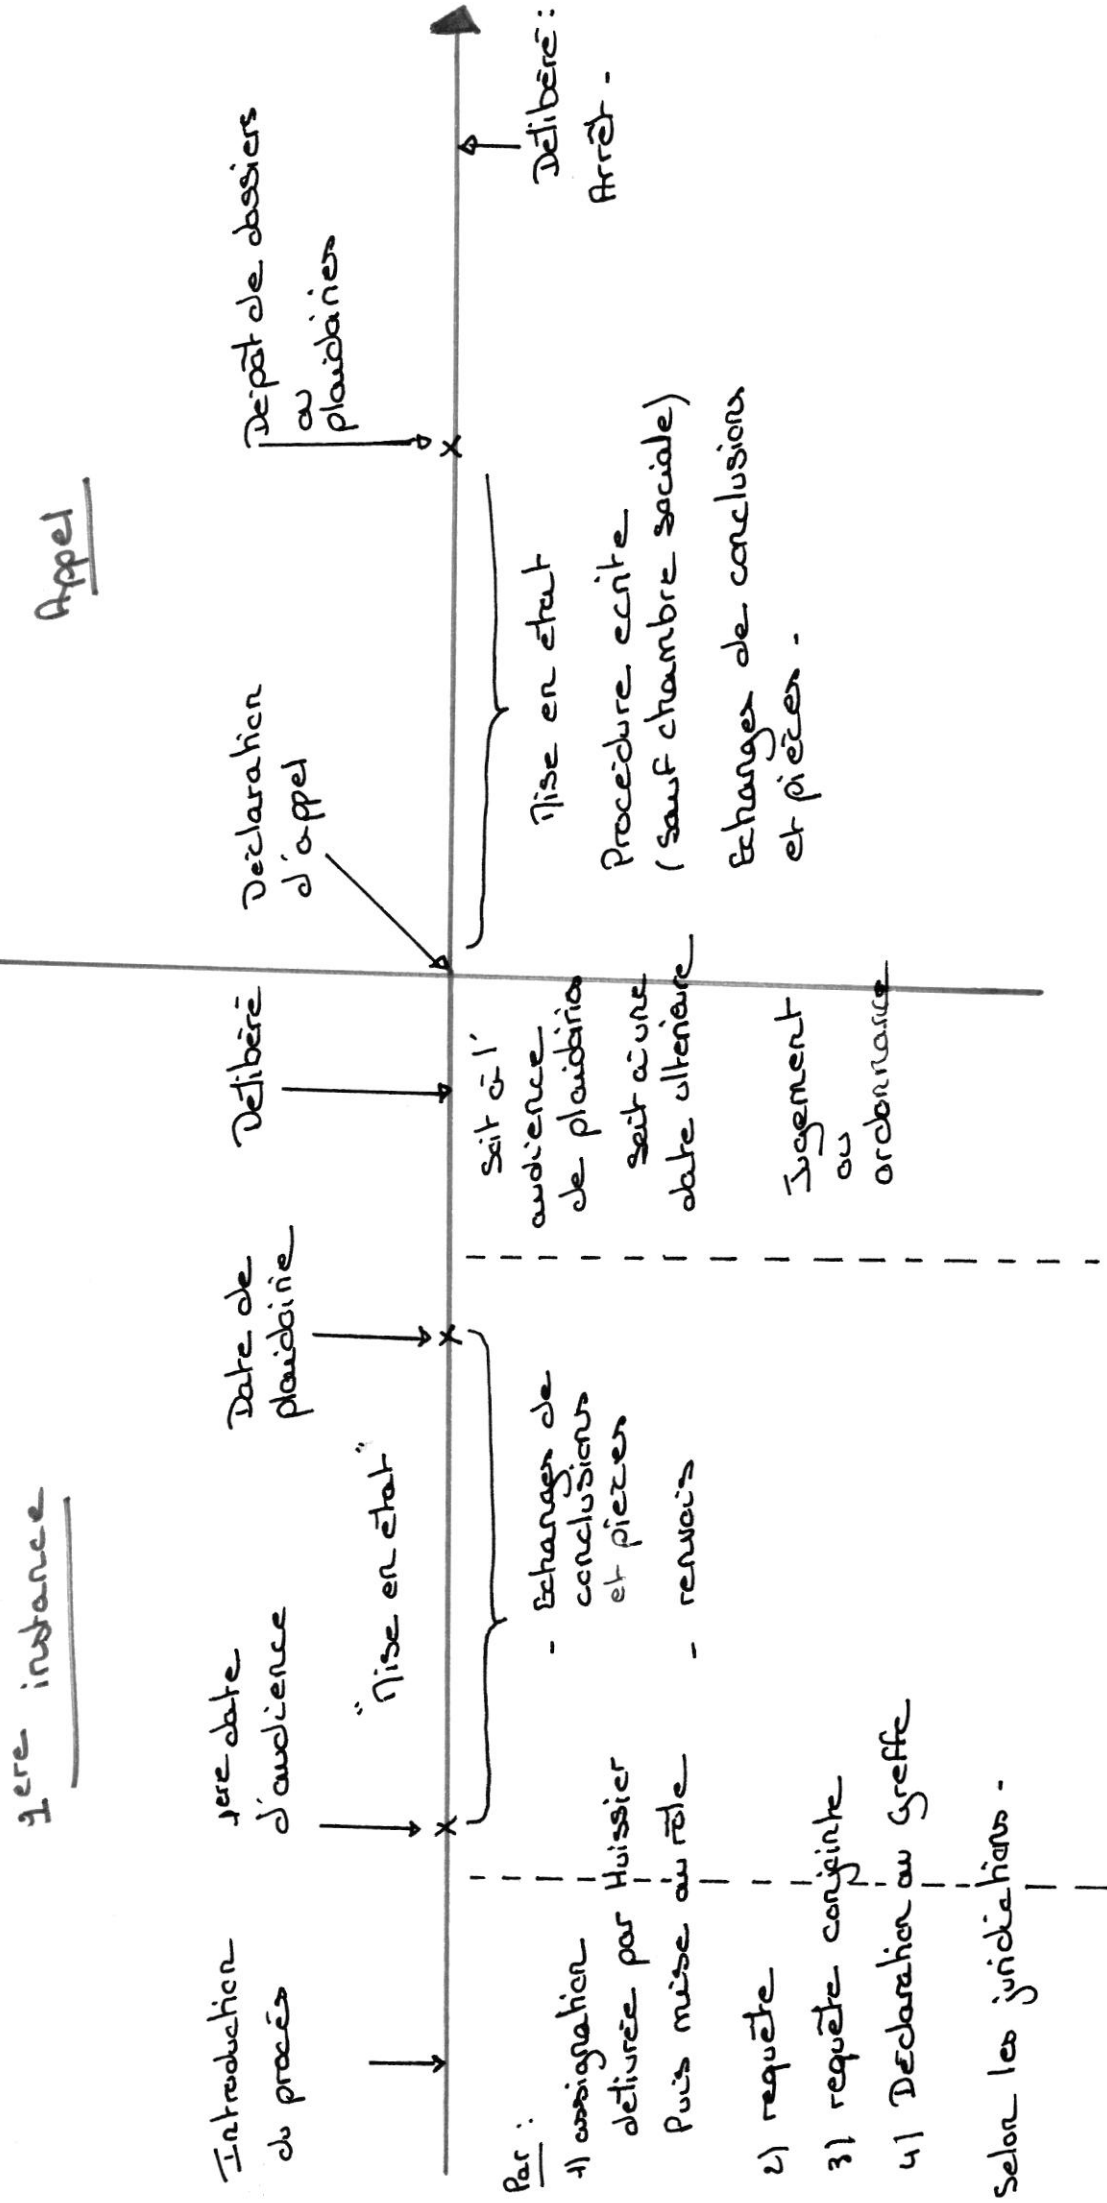 1ere instance
Introduction
du procès
Par :
1) assignation
délivrée par Huissier
Puis mise au rôle
2) requête
3) requête conjointe
4) Déclaration au Greffe
Selon les juridictions.
1ere date
d'audience
"Mise en état"
- Echanges de
conclusions
et pièces
- renvois
Date de
plaidoirie
Délibéré
Soit à l'
audience
de plaidoiries
soit à une
date ultérieure
Jugement
ou
ordonnance
Appel
Déclaration
d'appel
Mise en état
Procédure ecrite
(sauf chambre sociale)
Echanges de conclusions
et pièces.
Dépôt de dossiers
ou
plaidoiries
Délibéré :
Arrêt.